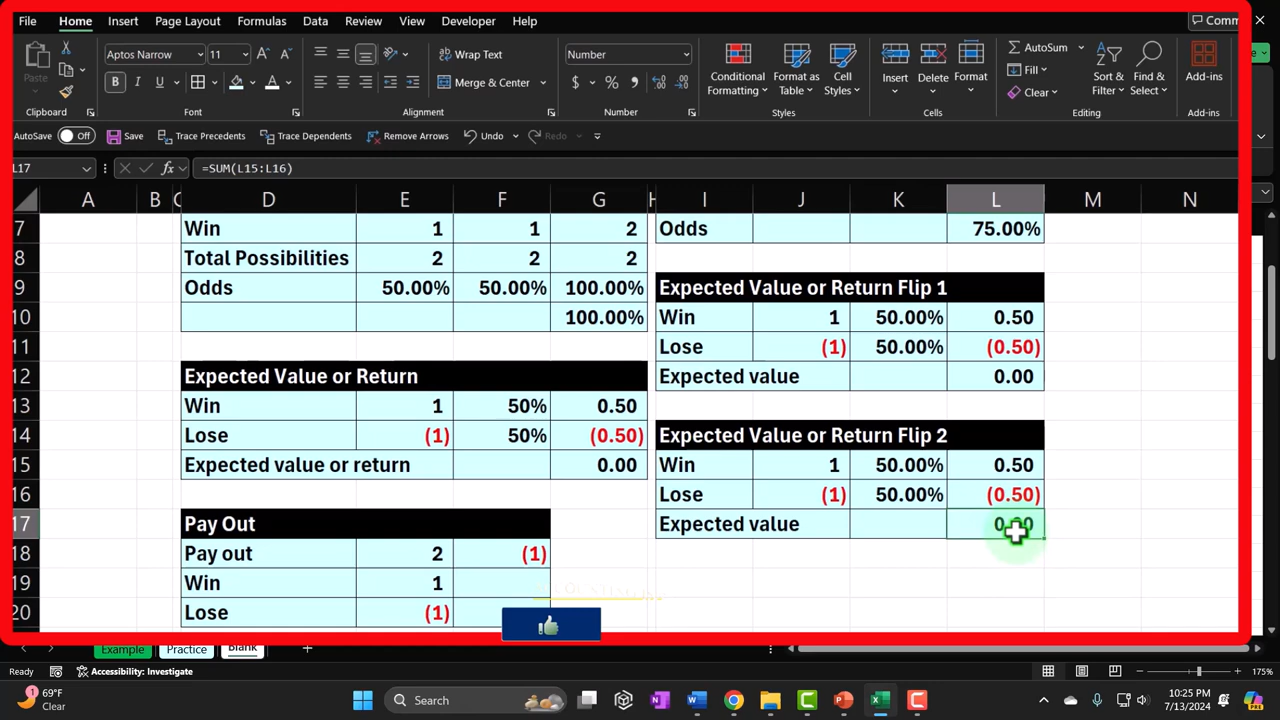 File Home Insert Page Layout Formulas Data Review View Developer Help Comm
Aptos Narrow 11 Wrap Text Number AutoSum
Paste B I U Merge & Center $ % , Conditional Formatting Format as Table Cell Styles Insert Delete Format Fill Clear Sort & Filter Find & Select Add-ins
Clipboard Font Alignment Number Styles Cells Editing Add-ins
AutoSave Off Save Trace Precedents Trace Dependents Remove Arrows Undo Redo
L17 fx =SUM(L15:L16)
A B C D E F G H I J K L M N
7 Win 1 1 2 Odds 75.00%
8 Total Possibilities 2 2 2
9 Odds 50.00% 50.00% 100.00% Expected Value or Return Flip 1
10 100.00% Win 1 50.00% 0.50
11 Lose (1) 50.00% (0.50)
12 Expected Value or Return Expected value 0.00
13 Win 1 50% 0.50
14 Lose (1) 50% (0.50) Expected Value or Return Flip 2
15 Expected value or return 0.00 Win 1 50.00% 0.50
16 Lose (1) 50.00% (0.50)
17 Pay Out Expected value 0.00
18 Pay out 2 (1)
19 Win 1
20 Lose (1)
Example Practice Blank
Ready Accessibility: Investigate 175%
1 69°F Clear Search 10:25 PM 7/13/2024